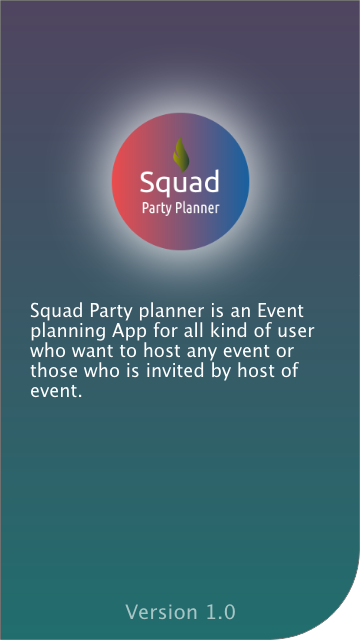 Squad
Party Planner
Squad Party planner is an Event
planning App for all kind of user
who want to host any event or
those who is invited by host of
event.
Version 1.0